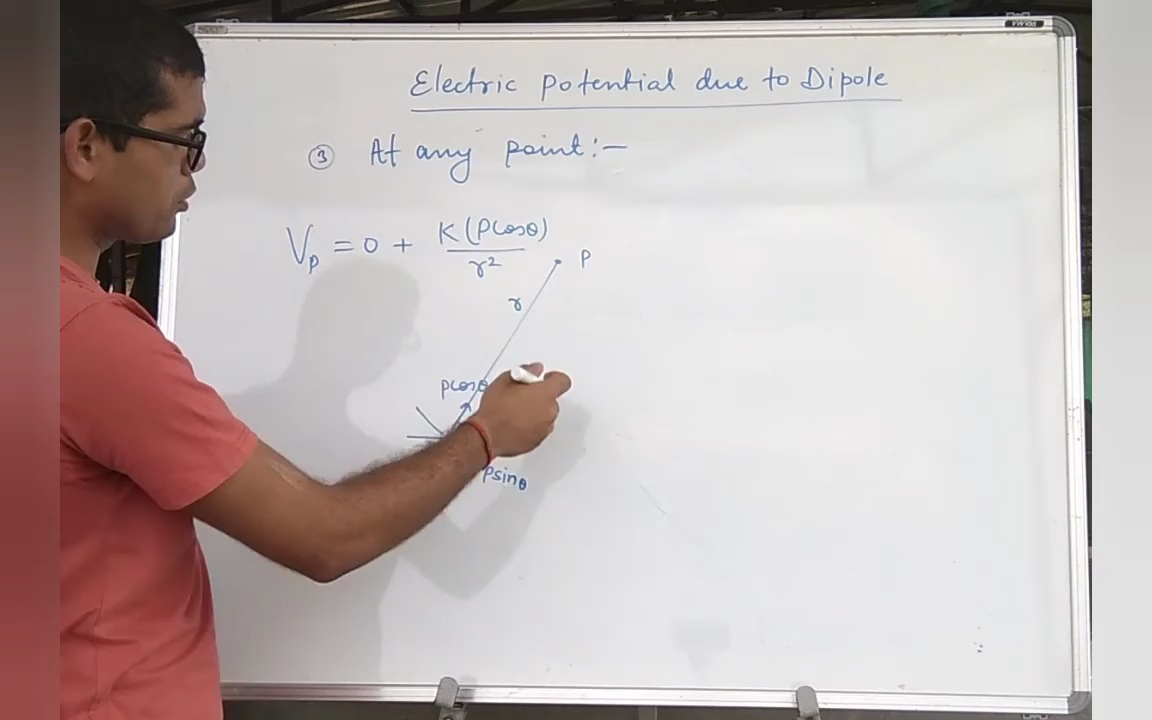 Electric Potential due to Dipole
③ At any point:-
Vp = 0 + K(Pcosθ)/r²
P
r
pcosθ
psinθ